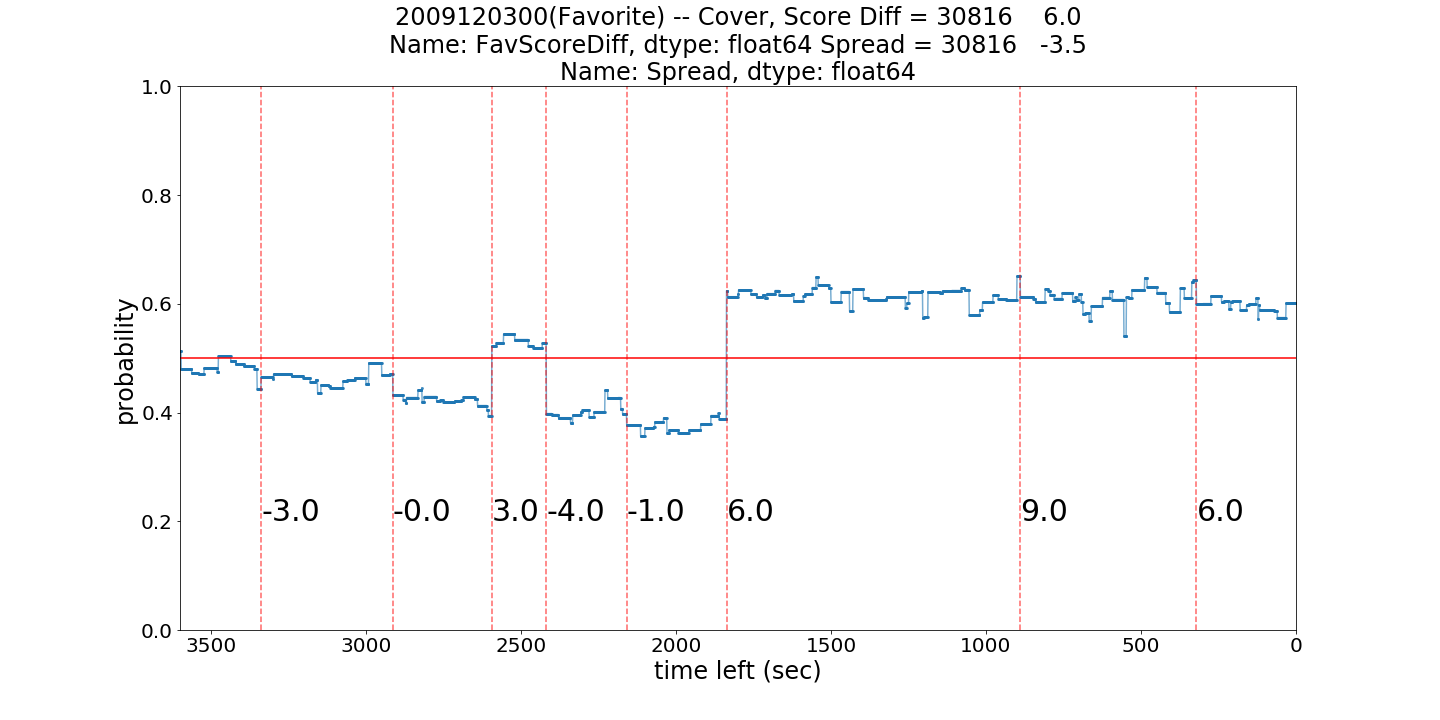 2009120300(Favorite) -- Cover, Score Diff = 30816    6.0
Name: FavScoreDiff, dtype: float64 Spread = 30816   -3.5
Name: Spread, dtype: float64
1.0
0.8
0.6
0.4
0.2
0.0
probability
-3.0 -0.0 3.0 -4.0 -1.0 6.0 9.0 6.0
3500 3000 2500 2000 1500 1000 500 0
time left (sec)